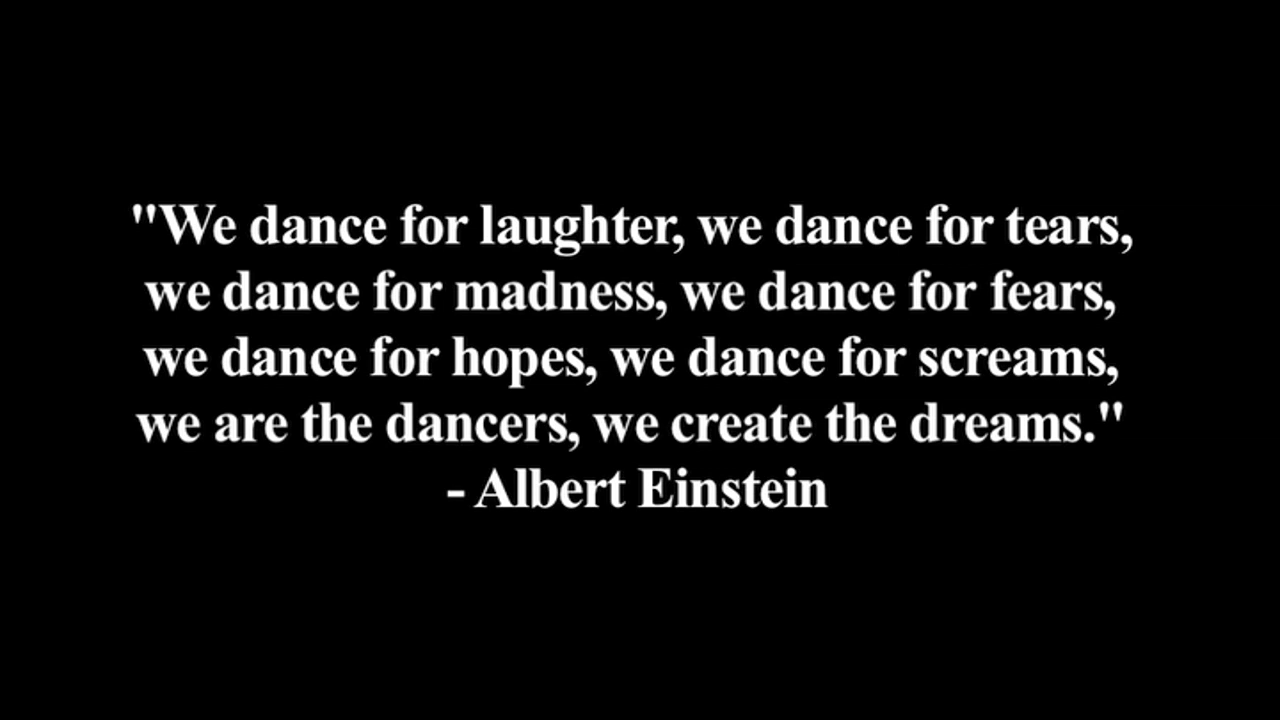 "We dance for laughter, we dance for tears,
we dance for madness, we dance for fears,
we dance for hopes, we dance for screams,
we are the dancers, we create the dreams."
- Albert Einstein